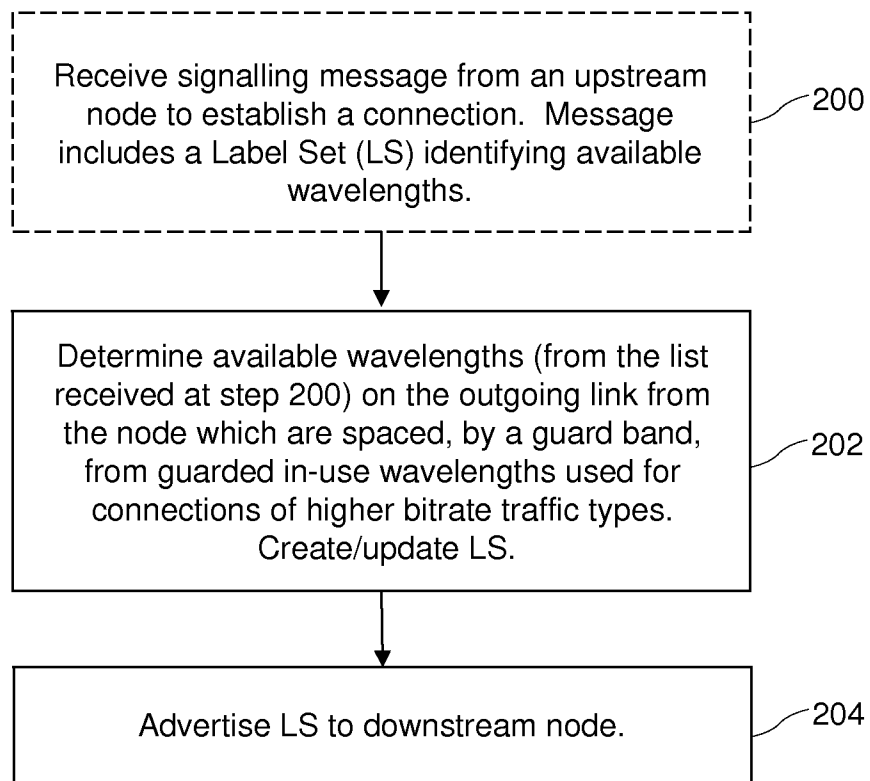 Receive signalling message from an upstream
node to establish a connection.  Message
includes a Label Set (LS) identifying available
wavelengths.
200
Determine available wavelengths (from the list
received at step 200) on the outgoing link from
the node which are spaced, by a guard band,
from guarded in-use wavelengths used for
connections of higher bitrate traffic types.
Create/update LS.
202
Advertise LS to downstream node.
204